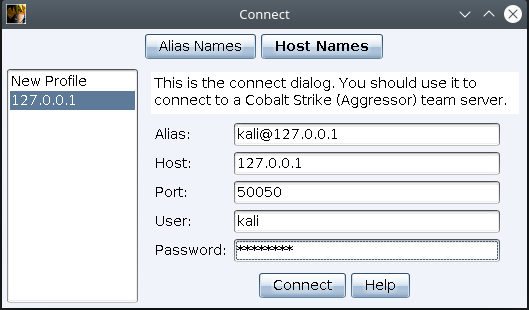 Connect
Alias Names
Host Names
New Profile
127.0.0.1
This is the connect dialog. You should use it to
connect to a Cobalt Strike (Aggressor) team server.
Alias: kali@127.0.0.1
Host: 127.0.0.1
Port: 50050
User: kali
Password: ********
Connect
Help